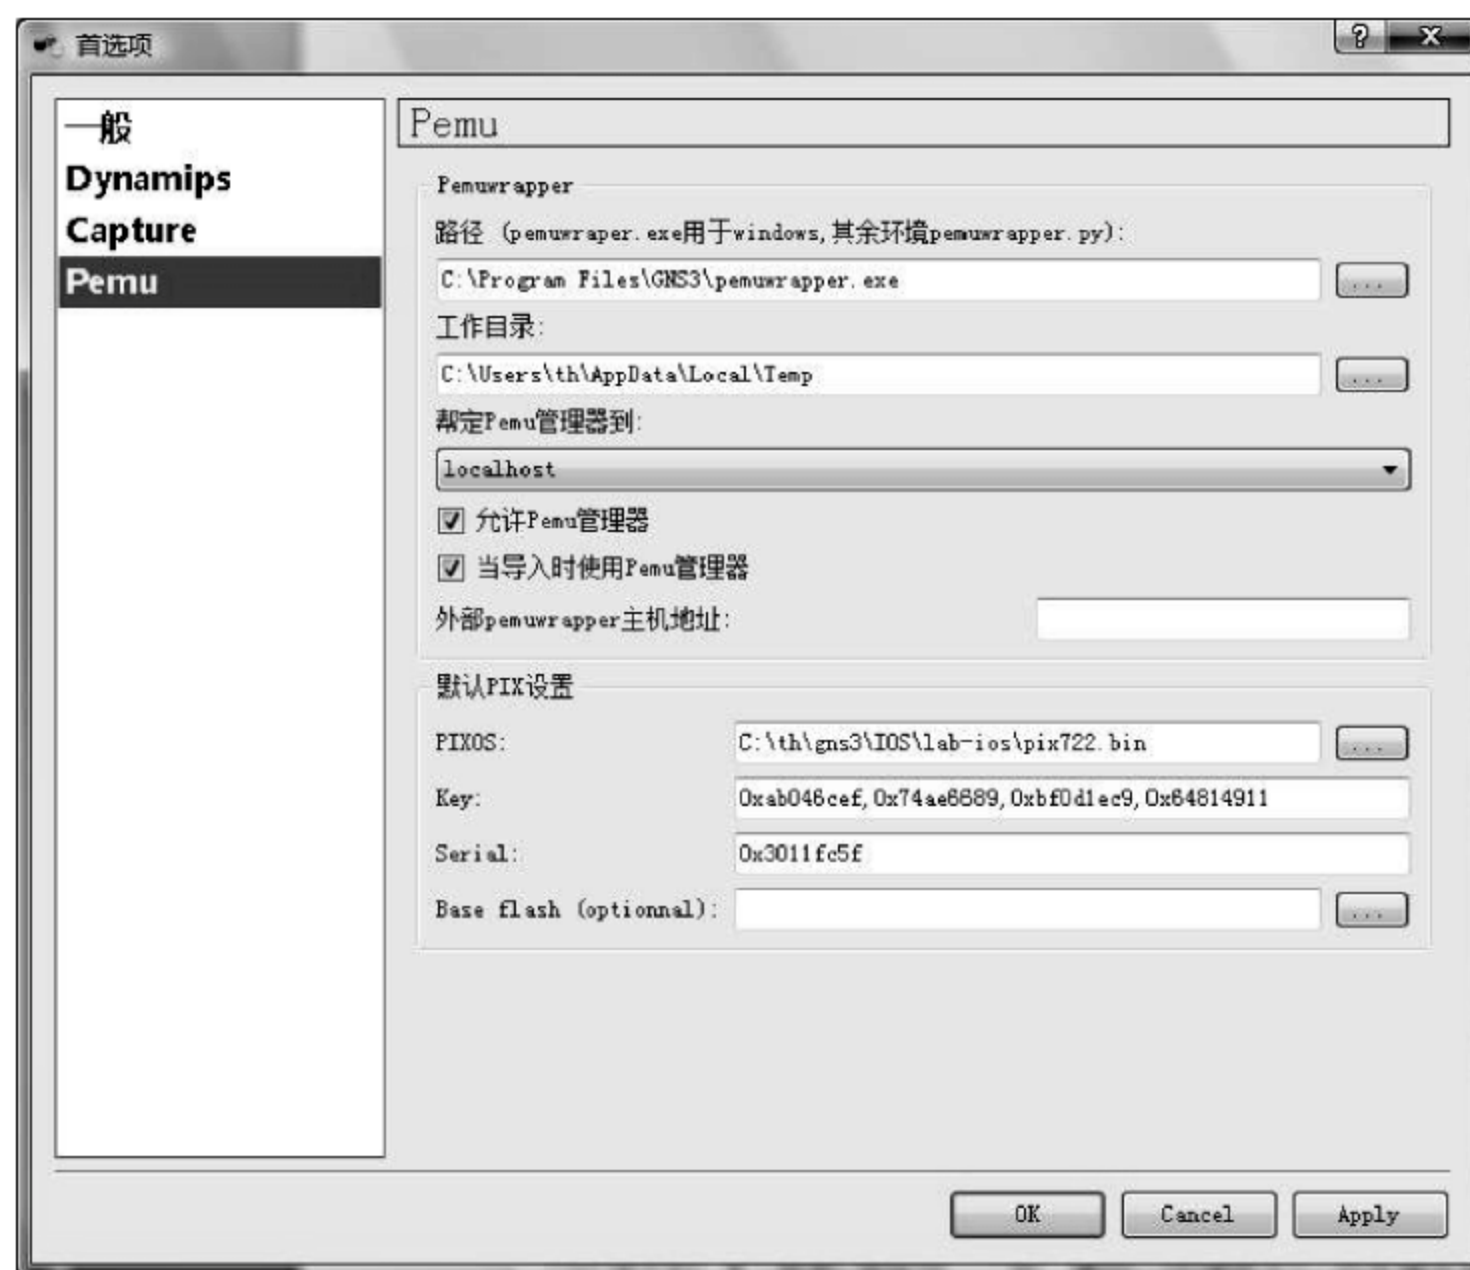 首选项
一般
Dynamips
Capture
Pemu
Pemu
Pemuwrapper
路径 (pemuwraper.exe用于windows,其余环境pemuwrapper.py):
C:\Program Files\GNS3\pemuwrapper.exe
...
工作目录:
C:\Users\th\AppData\Local\Temp
...
帮定Pemu管理器到:
localhost
允许Pemu管理器
当导入时使用Pemu管理器
外部pemuwrapper主机地址:
默认PIX设置
PIXOS:
C:\th\gns3\IOS\lab-ios\pix722.bin
...
Key:
0xab046cef,0x74ae6689,0xbf0d1ec9,0x64814911
Serial:
0x3011fc5f
Base flash (optionnal):
...
OK
Cancel
Apply